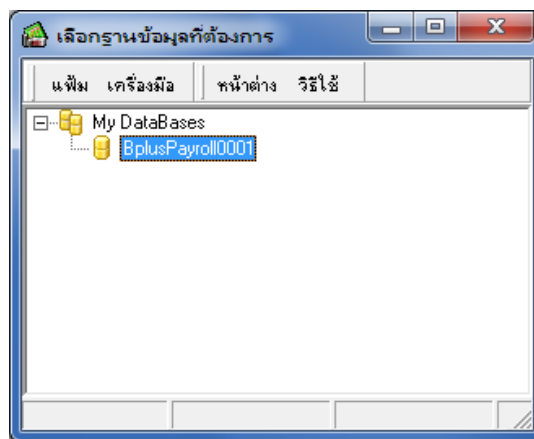 เลือกฐานข้อมูลที่ต้องการ
แฟ้ม เครื่องมือ หน้าต่าง วิธีใช้
My DataBases
BplusPayroll0001